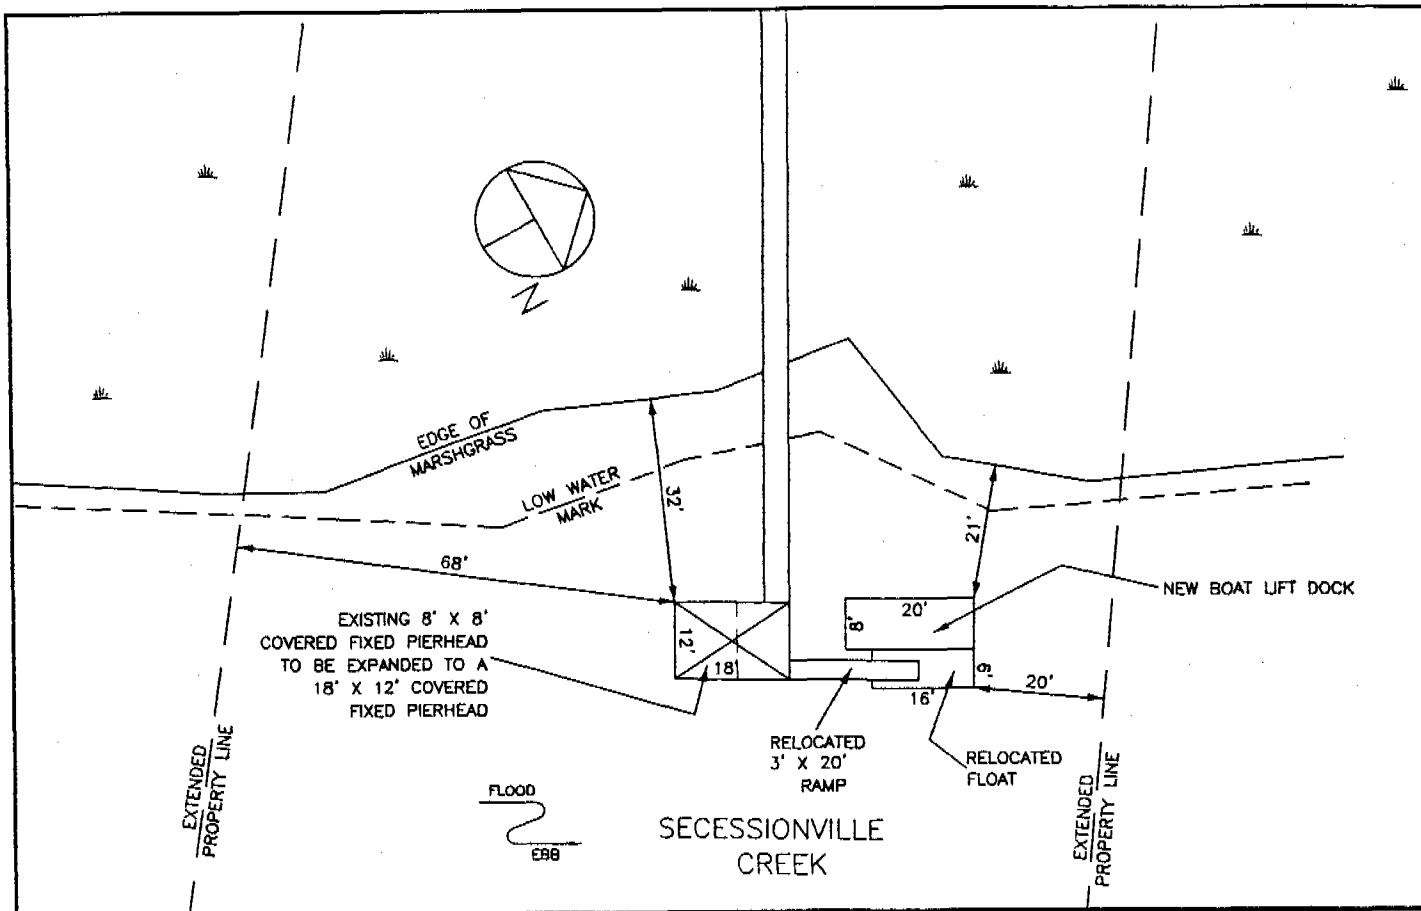 N
EDGE OF
MARSHGRASS
LOW WATER
MARK
32'
21'
68'
NEW BOAT LIFT DOCK
EXISTING 8' X 8'
COVERED FIXED PIERHEAD
TO BE EXPANDED TO A
18' X 12' COVERED
FIXED PIERHEAD
12'
18'
20'
8'
6'
16'
20'
RELOCATED
3' X 20'
RAMP
RELOCATED
FLOAT
EXTENDED
PROPERTY LINE
FLOOD
EBB
SECESSIONVILLE
CREEK
EXTENDED
PROPERTY LINE